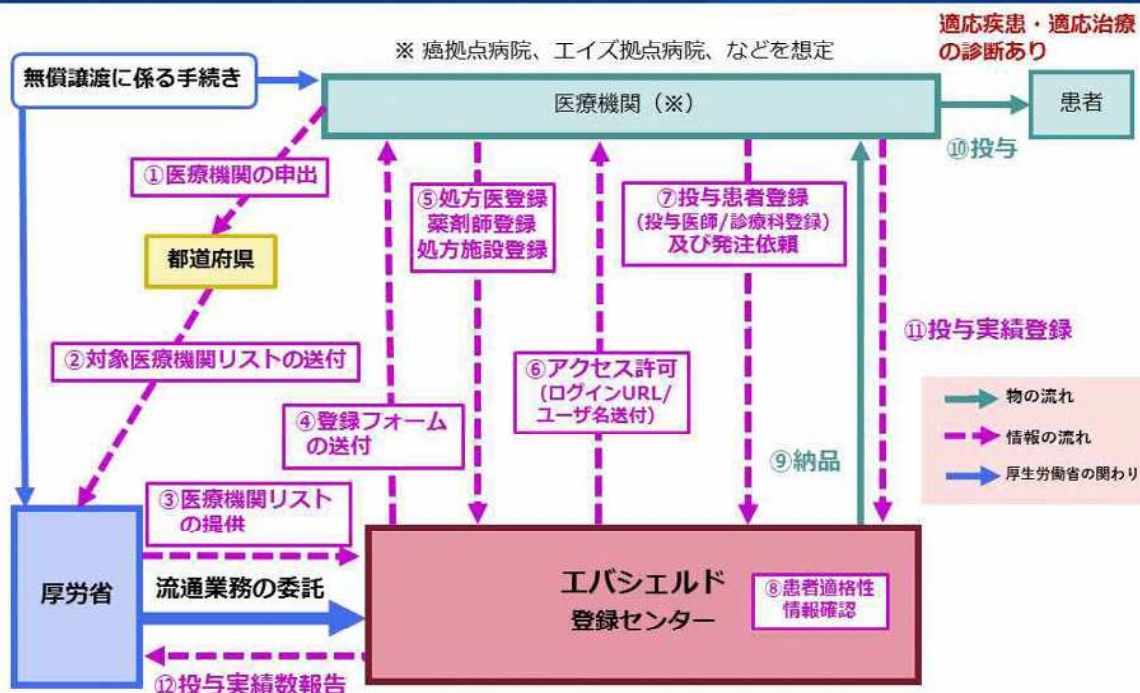 適応疾患・適応治療
の診断あり
※ 癌拠点病院、エイズ拠点病院、などを想定
無償譲渡に係る手続き
医療機関（※）
患者
⑩投与
①医療機関の申出
⑤処方医登録
薬剤師登録
処方施設登録
⑦投与患者登録
(投与医師/診療科登録)
及び発注依頼
都道府県
⑪投与実績登録
②対象医療機関リストの送付
⑥アクセス許可
(ログインURL/
ユーザ名送付)
④登録フォーム
の送付
⑨納品
物の流れ
情報の流れ
厚生労働省の関わり
③医療機関リスト
の提供
厚労省
流通業務の委託
エバシェルド
登録センター
⑧患者適格性
情報確認
⑫投与実績数報告